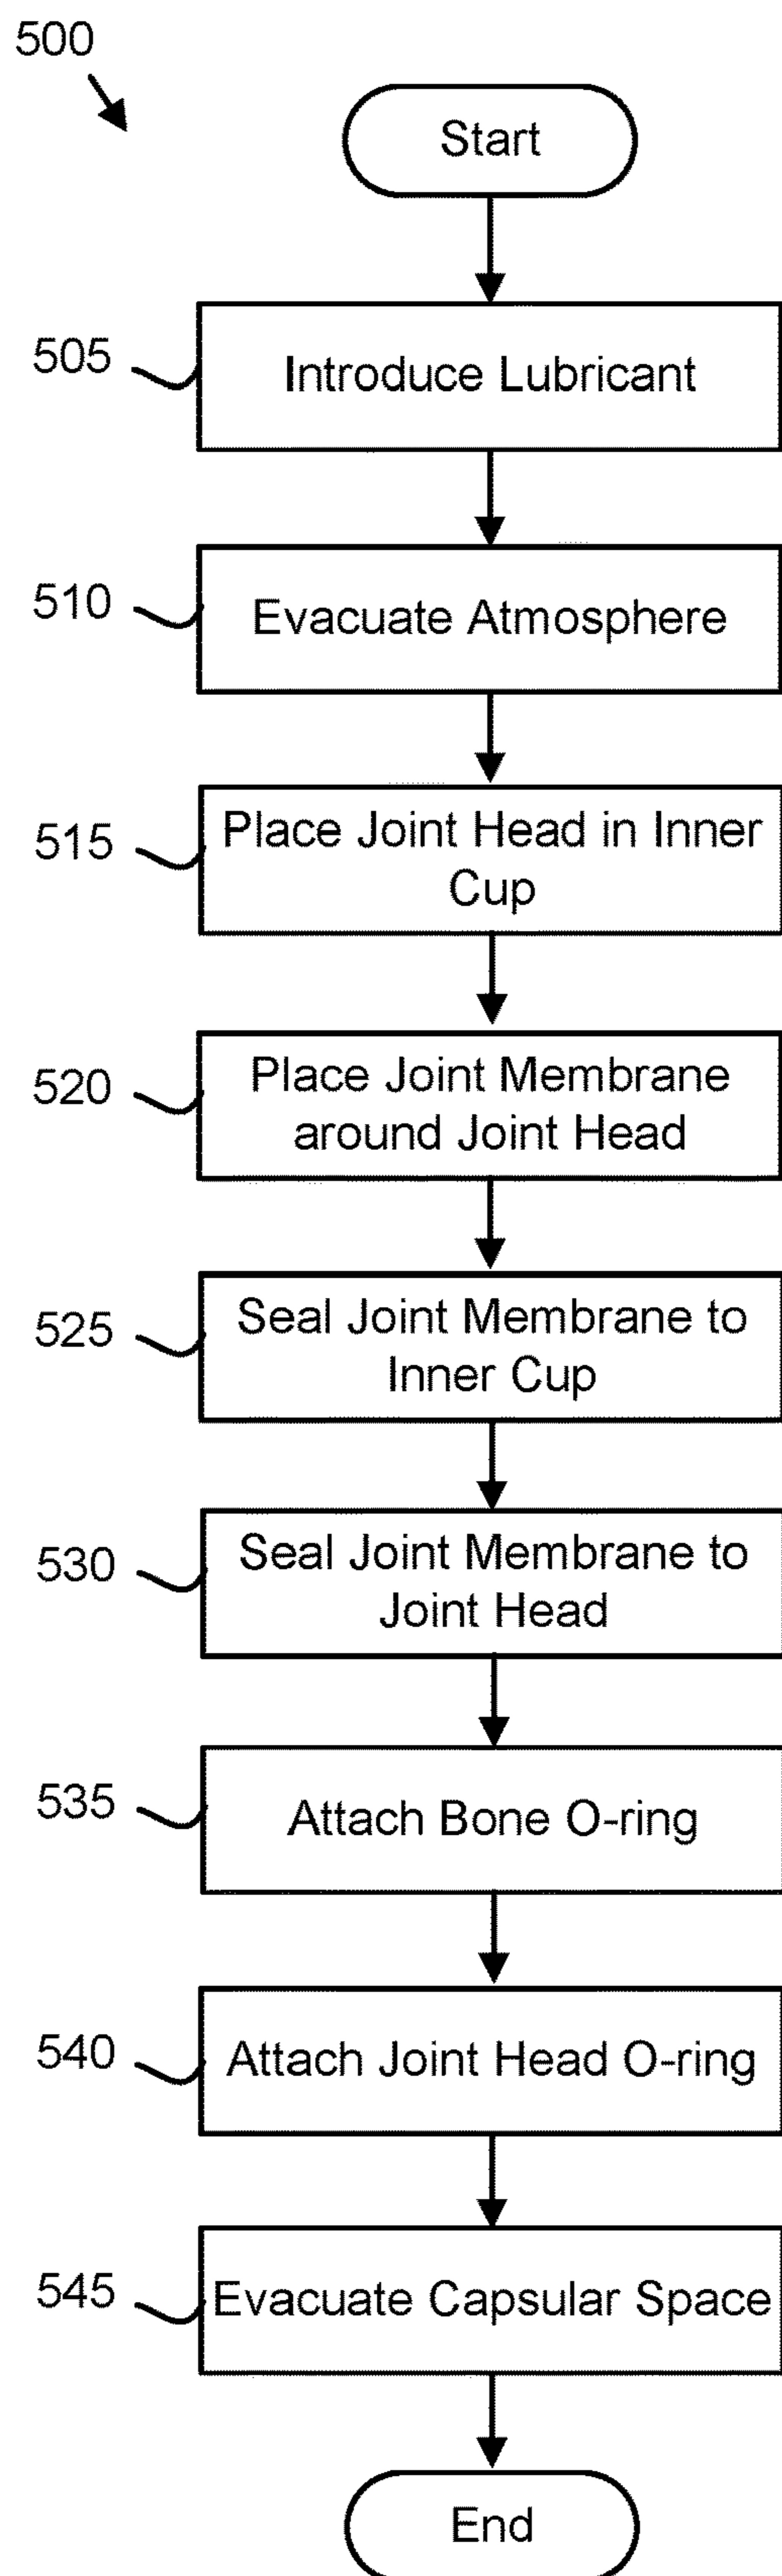 500
Start
505
Introduce Lubricant
510
Evacuate Atmosphere
515
Place Joint Head in Inner
Cup
520
Place Joint Membrane
around Joint Head
525
Seal Joint Membrane to
Inner Cup
530
Seal Joint Membrane to
Joint Head
535
Attach Bone O-ring
540
Attach Joint Head O-ring
545
Evacuate Capsular Space
End